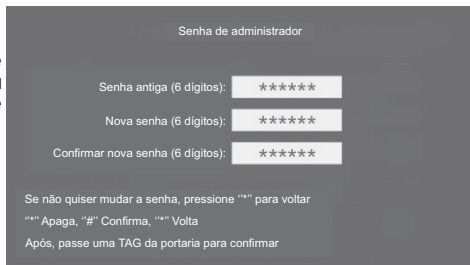 Senha de administrador
Senha antiga (6 dígitos): ******
Nova senha (6 dígitos): ******
Confirmar nova senha (6 dígitos): ******
Se não quiser mudar a senha, pressione "*" para voltar
"*" Apaga, "#" Confirma, "*" Volta
Após, passe uma TAG da portaria para confirmar